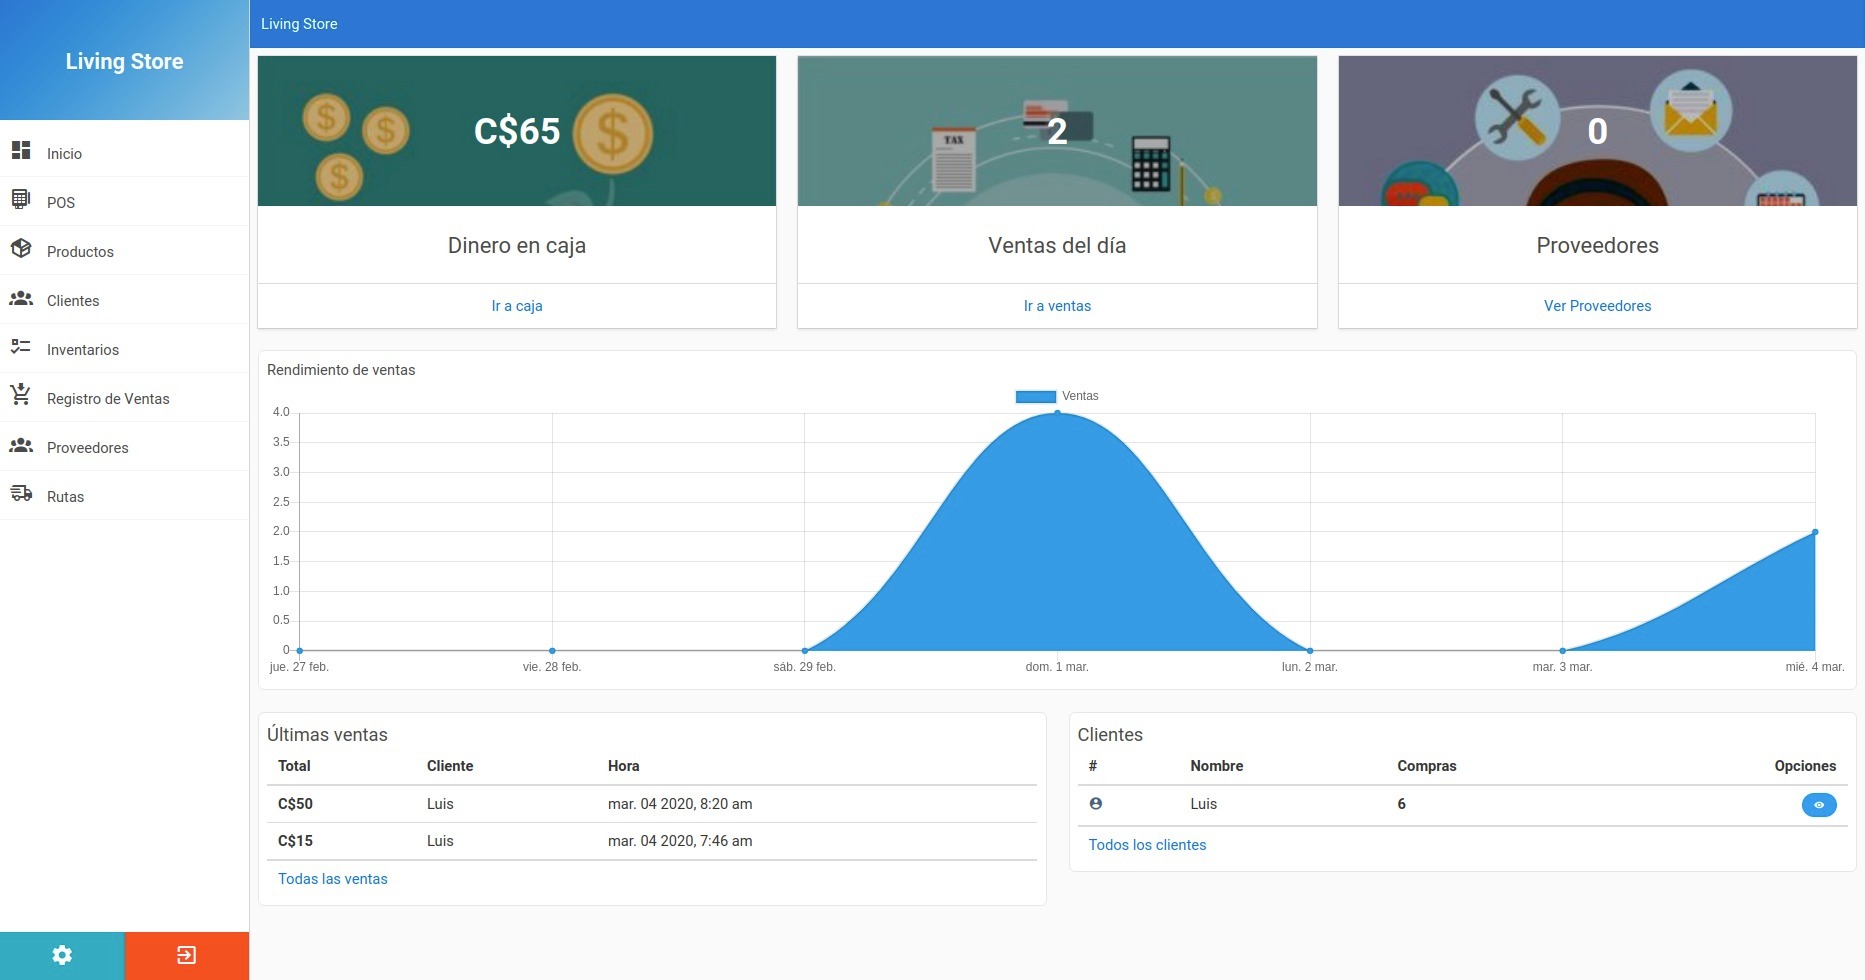 Living Store
Inicio
POS
Productos
Clientes
Inventarios
Registro de Ventas
Proveedores
Rutas
Living Store
$
$
$
C$65
$
Dinero en caja
Ir a caja
TAX
2
Ventas del día
Ir a ventas
0
Proveedores
Ver Proveedores
Rendimiento de ventas
Ventas
4.0
3.5
3.0
2.5
2.0
1.5
1.0
0.5
0
jue. 27 feb. vie. 28 feb. sáb. 29 feb. dom. 1 mar. lun. 2 mar. mar. 3 mar. mié. 4 mar.
Últimas ventas
Total Cliente Hora
C$50 Luis mar. 04 2020, 8:20 am
C$15 Luis mar. 04 2020, 7:46 am
Todas las ventas
Clientes
# Nombre Compras Opciones
Luis 6
Todos los clientes